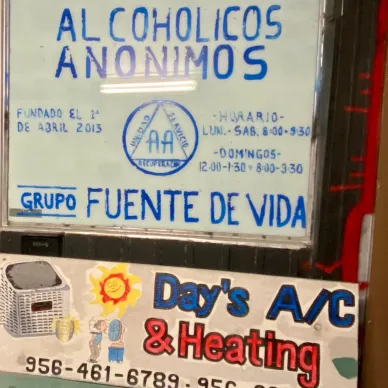 ALCOHOLICOS
ANONIMOS
FUNDADO EL 1º
DE ABRIL 2013
UNIDAD SERVICIO
RECUPERACION
AA
-HORARIO-
LUN.-SAB. 8:00-9:30
-DOMINGOS-
12:00-1:30 Y 8:00-9:30
GRUPO FUENTE DE VIDA
Day's A/C
& Heating
956-461-6789. 956